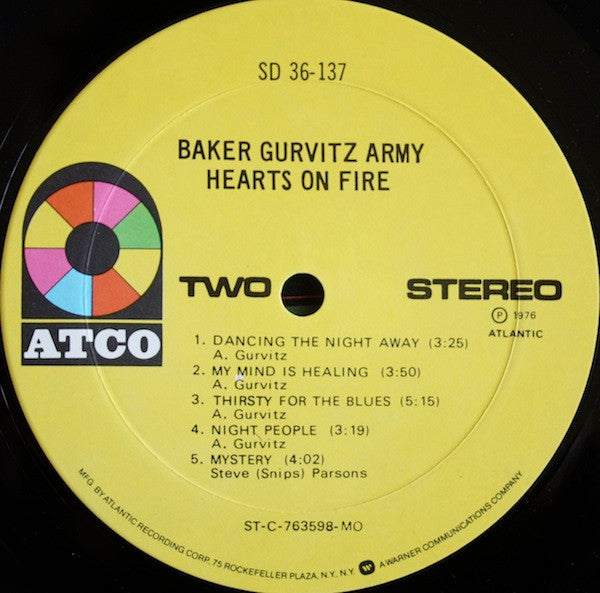 SD 36-137
BAKER GURVITZ ARMY
HEARTS ON FIRE
ATCO
TWO
STEREO
Ⓟ 1976
ATLANTIC
1. DANCING THE NIGHT AWAY (3:25)
A. Gurvitz
2. MY MIND IS HEALING (3:50)
A. Gurvitz
3. THIRSTY FOR THE BLUES (5:15)
A. Gurvitz
4. NIGHT PEOPLE (3:19)
A. Gurvitz
5. MYSTERY (4:02)
Steve (Snips) Parsons
ST-C-763598-MO
MFG. BY ATLANTIC RECORDING CORP. 75 ROCKEFELLER PLAZA, N.Y., N.Y. A WARNER COMMUNICATIONS COMPANY